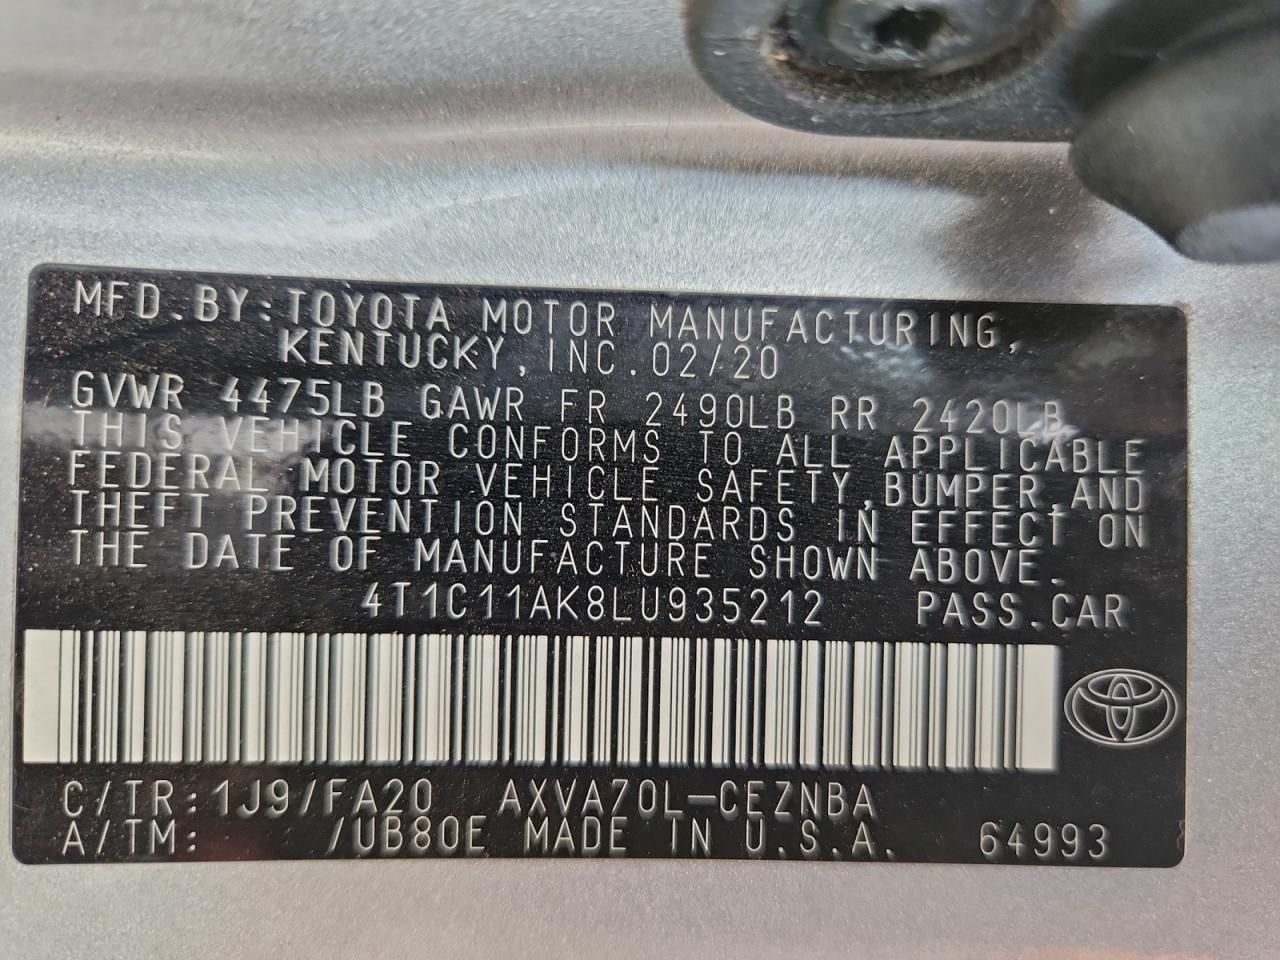 MFD.BY:TOYOTA MOTOR MANUFACTURING,
KENTUCKY, INC.02/20
GVWR 4475LB GAWR FR 2490LB RR 2420LB
THIS VEHICLE CONFORMS TO ALL APPLICABLE
FEDERAL MOTOR VEHICLE SAFETY,BUMPER,AND
THEFT PREVENTION STANDARDS IN EFFECT ON
THE DATE OF MANUFACTURE SHOWN ABOVE.
4T1C11AK8LU935212 PASS.CAR
C/TR:1J9/FA20 AXVA70L-CEZNBA
A/TM: /UB80E MADE IN U.S.A. 64993